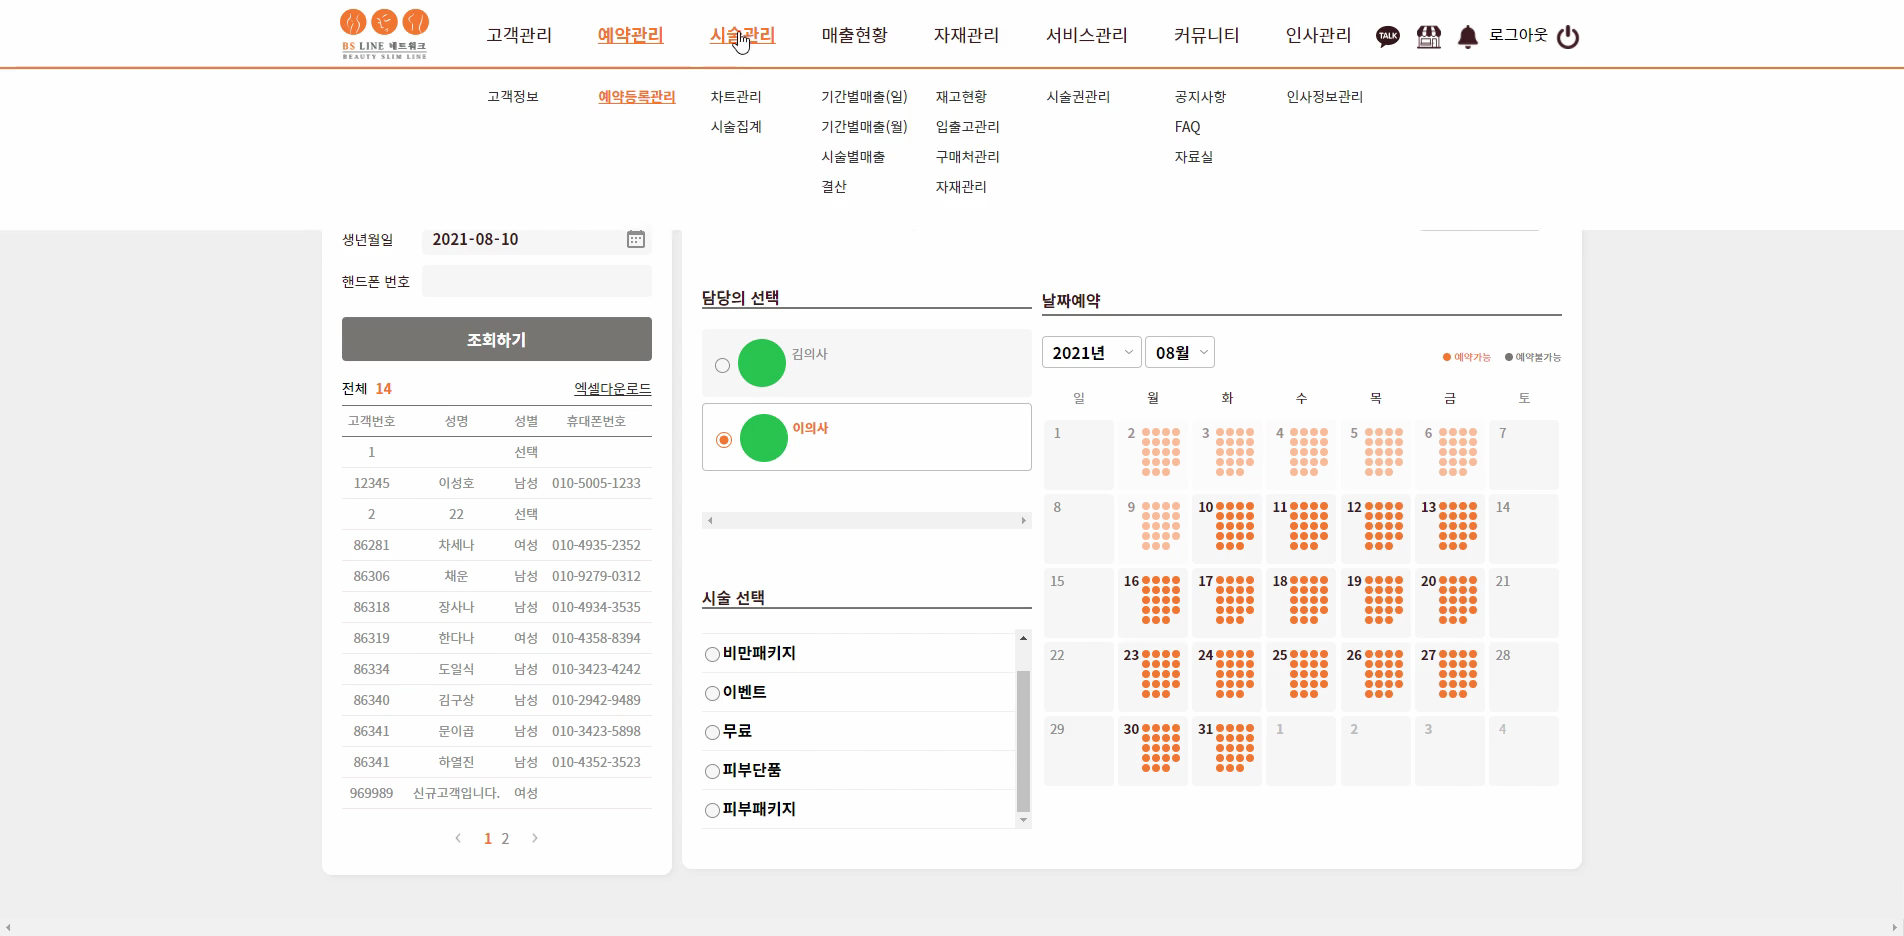 BS LINE 네트워크
BEAUTY SLIM LINE
고객관리 예약관리 시술관리 매출현황 자재관리 서비스관리 커뮤니티 인사관리 TALK 로그아웃
고객정보 예약등록관리 차트관리 기간별매출(일) 재고현황 시술권관리 공지사항 인사정보관리
시술집계 기간별매출(월) 입출고관리 FAQ
시술별매출 구매처관리 자료실
결산 자재관리
생년월일 2021-08-10
핸드폰 번호
조회하기
전체 14 엑셀다운로드
고객번호 성명 성별 휴대폰번호
1 선택
12345 이성호 남성 010-5005-1233
2 22 선택
86281 차세나 여성 010-4935-2352
86306 채운 남성 010-9279-0312
86318 장사나 남성 010-4934-3535
86319 한다나 여성 010-4358-8394
86334 도일식 남성 010-3423-4242
86340 김구상 남성 010-2942-9489
86341 문이곱 남성 010-3423-5898
86341 하열진 남성 010-4352-3523
969989 신규고객입니다. 여성
1 2
담당의 선택
김의사
이의사
시술 선택
비만패키지
이벤트
무료
피부단품
피부패키지
날짜예약
2021년 08월
예약가능 예약불가능
일 월 화 수 목 금 토
1 2 3 4 5 6 7
8 9 10 11 12 13 14
15 16 17 18 19 20 21
22 23 24 25 26 27 28
29 30 31 1 2 3 4